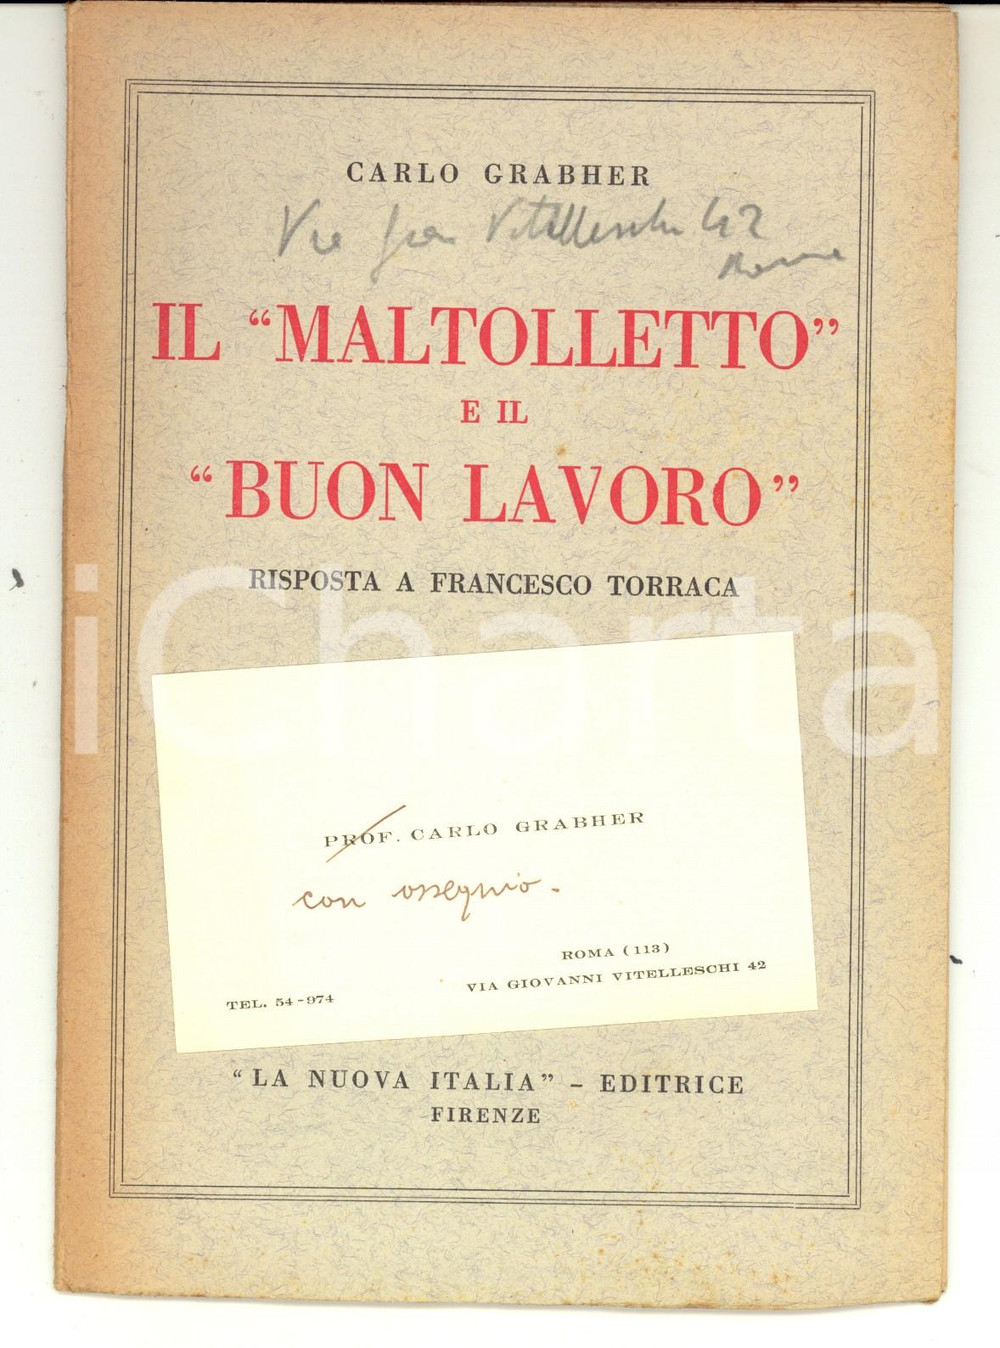 CARLO GRABHER
Via Gio. Vitelleschi 42
Roma
IL “MALTOLLETTO”
E IL
“BUON LAVORO”
RISPOSTA A FRANCESCO TORRACA
iCharta
PROF. CARLO GRABHER
con ossequio.
ROMA (113)
VIA GIOVANNI VITELLESCHI 42
TEL. 54-974
“LA NUOVA ITALIA” – EDITRICE
FIRENZE